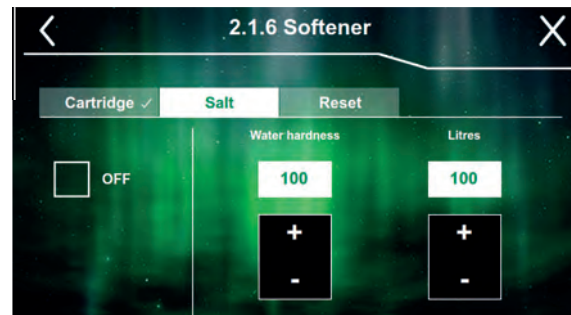 2.1.6 Softener
Cartridge ✓ Salt Reset
Water hardness Litres
OFF 100 100
+ +
- -